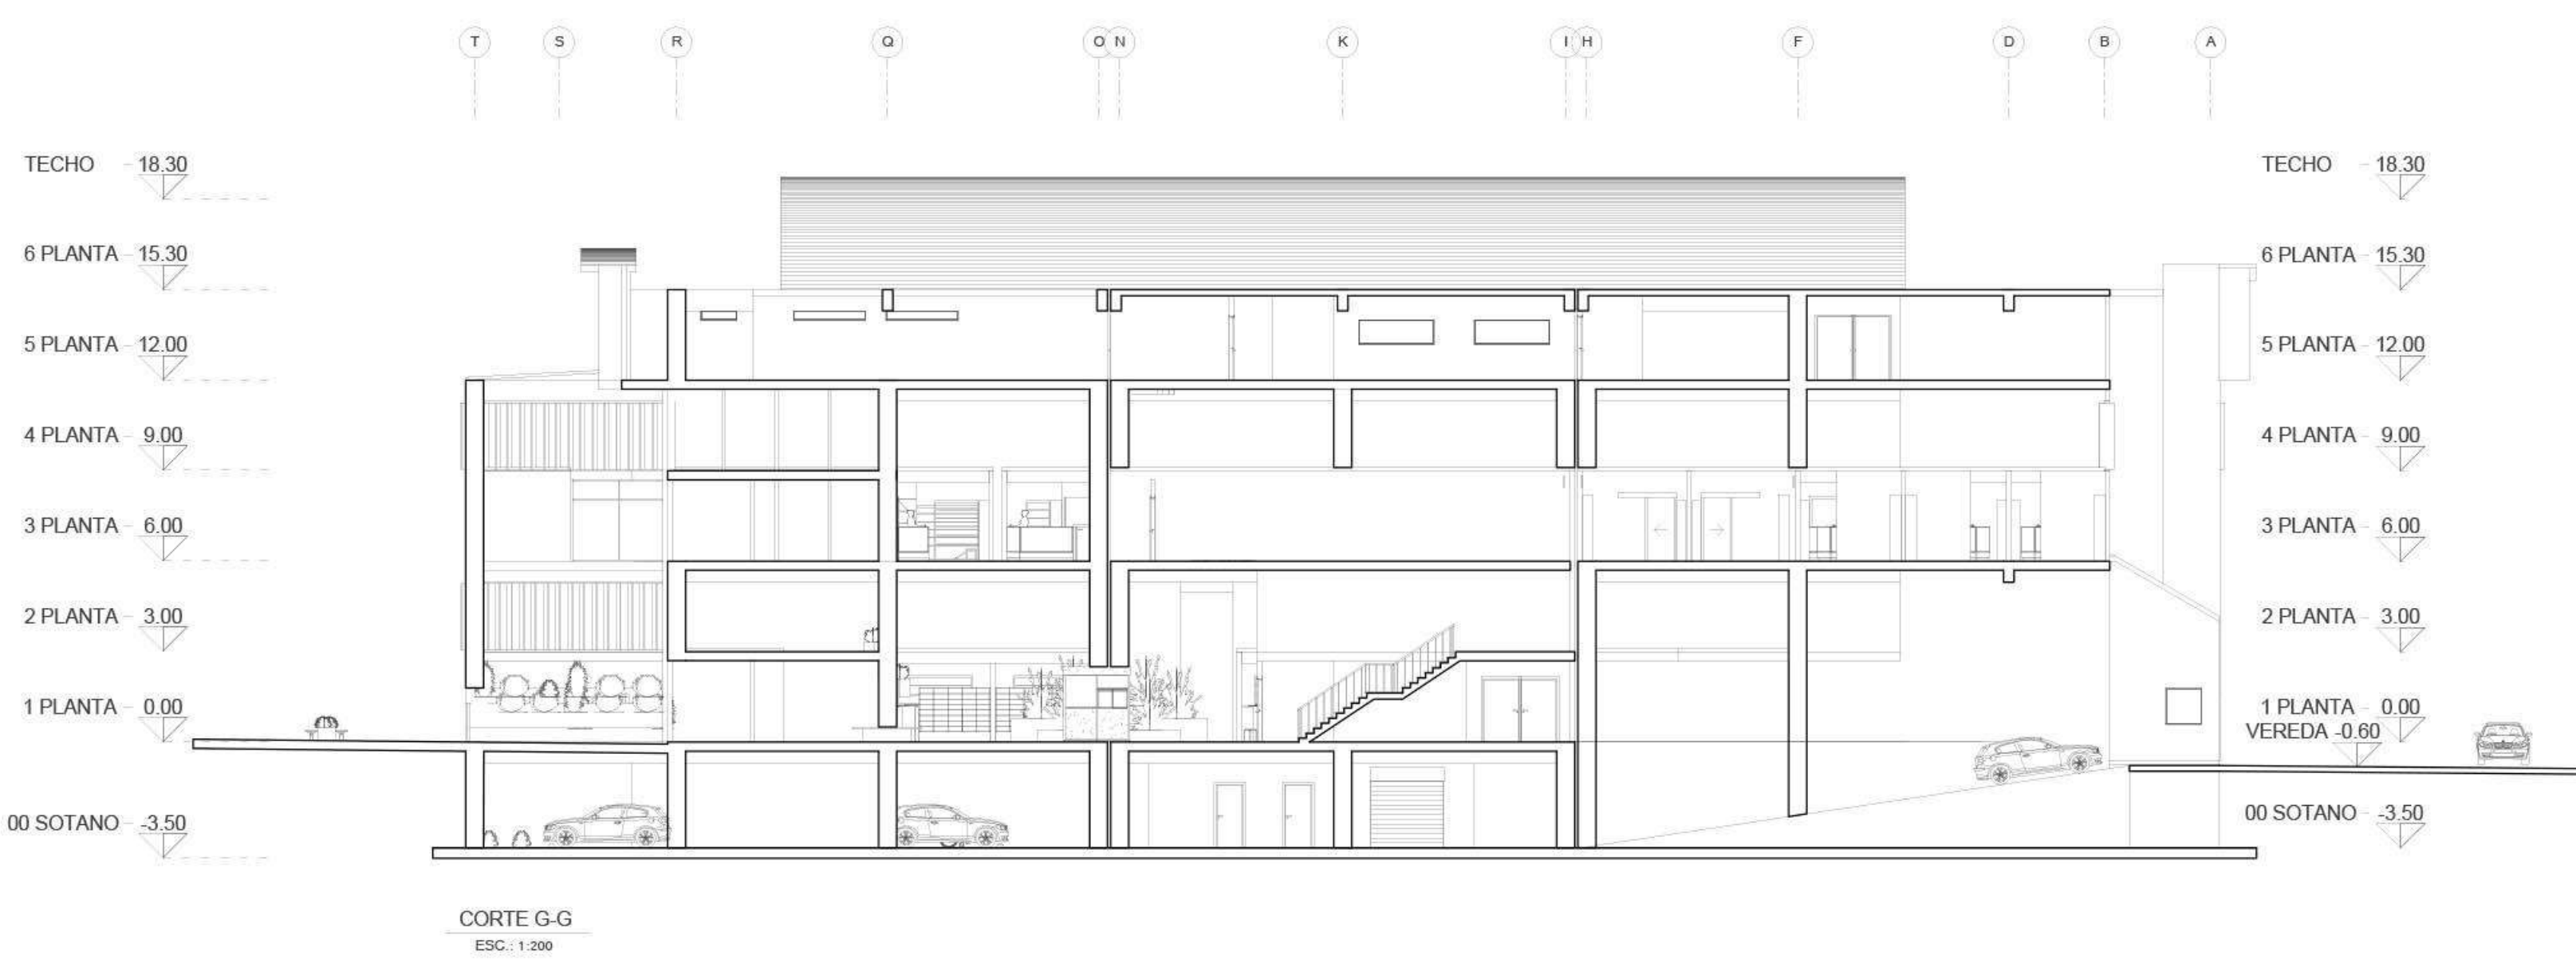 T S R Q O N K I H F D B A
TECHO 18.30 TECHO 18.30
6 PLANTA 15.30 6 PLANTA 15.30
5 PLANTA 12.00 5 PLANTA 12.00
4 PLANTA 9.00 4 PLANTA 9.00
3 PLANTA 6.00 3 PLANTA 6.00
2 PLANTA 3.00 2 PLANTA 3.00
1 PLANTA 0.00 1 PLANTA 0.00
VEREDA -0.60
00 SOTANO -3.50 00 SOTANO -3.50
CORTE G-G
ESC.: 1:200